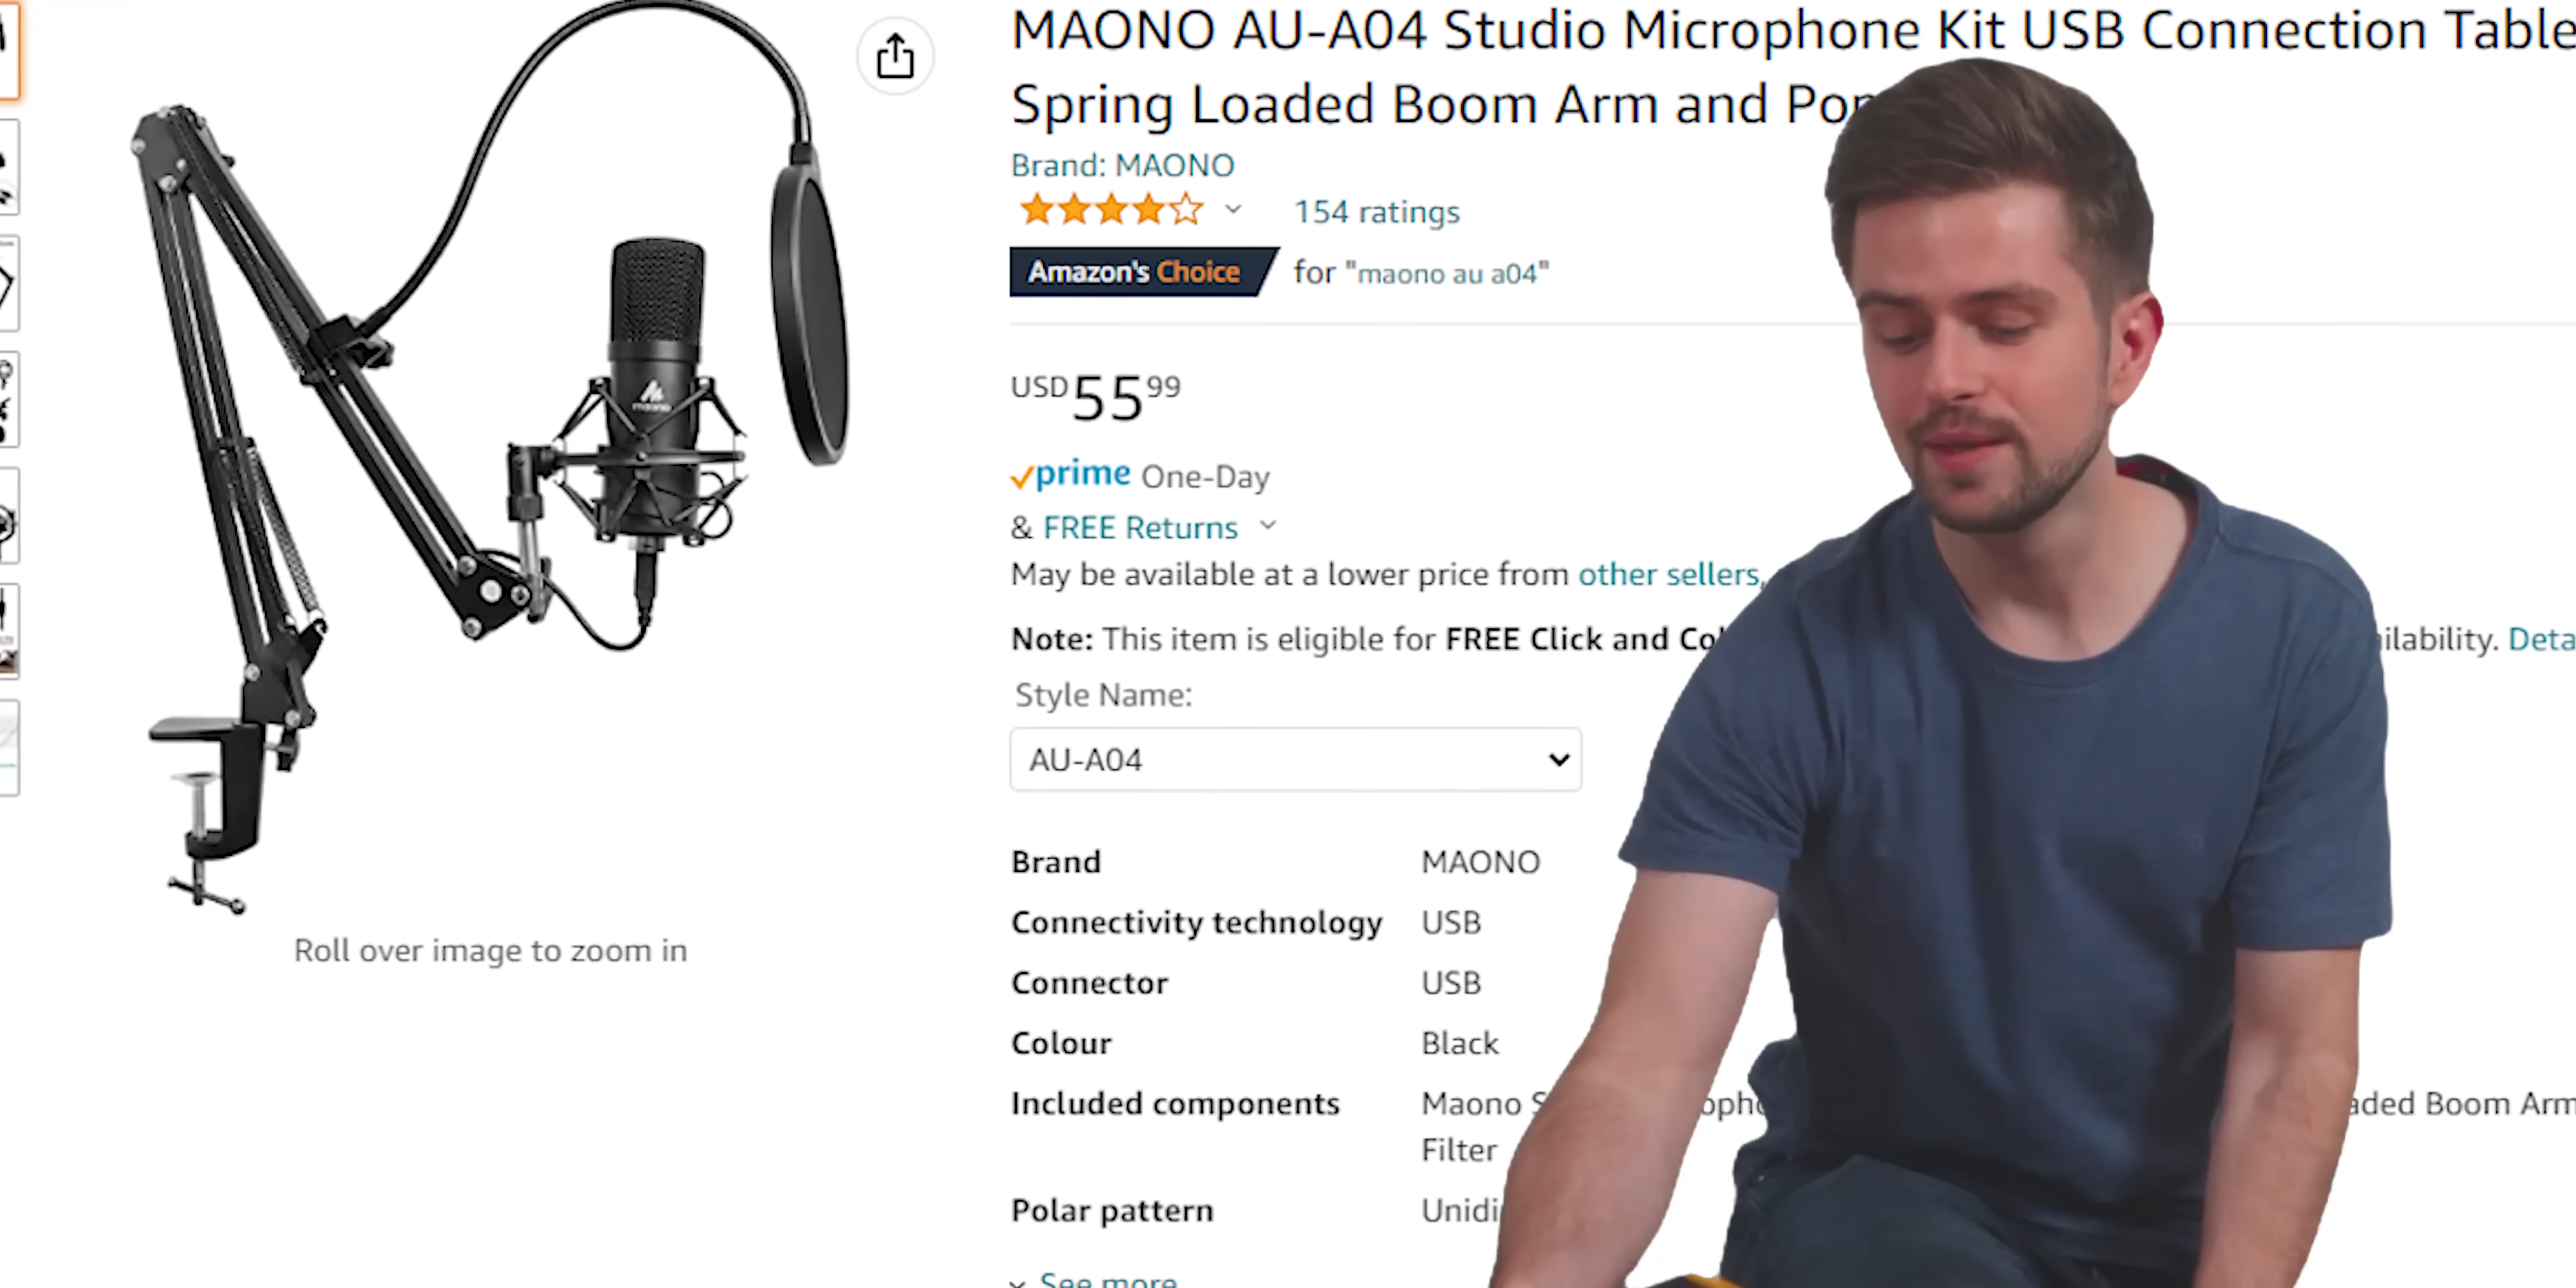 MAONO AU-A04 Studio Microphone Kit USB Connection Table
Spring Loaded Boom Arm and Pop
Brand: MAONO
154 ratings
Amazon's Choice for "maono au a04"
USD 55 99
prime One-Day
& FREE Returns
May be available at a lower price from other sellers,
Note: This item is eligible for FREE Click and Co ilability. Deta
Style Name:
AU-A04
Brand MAONO
Connectivity technology USB
Connector USB
Colour Black
Included components Maono S opho aded Boom Arm
Filter
Polar pattern Unidi
See more
Roll over image to zoom in
maono